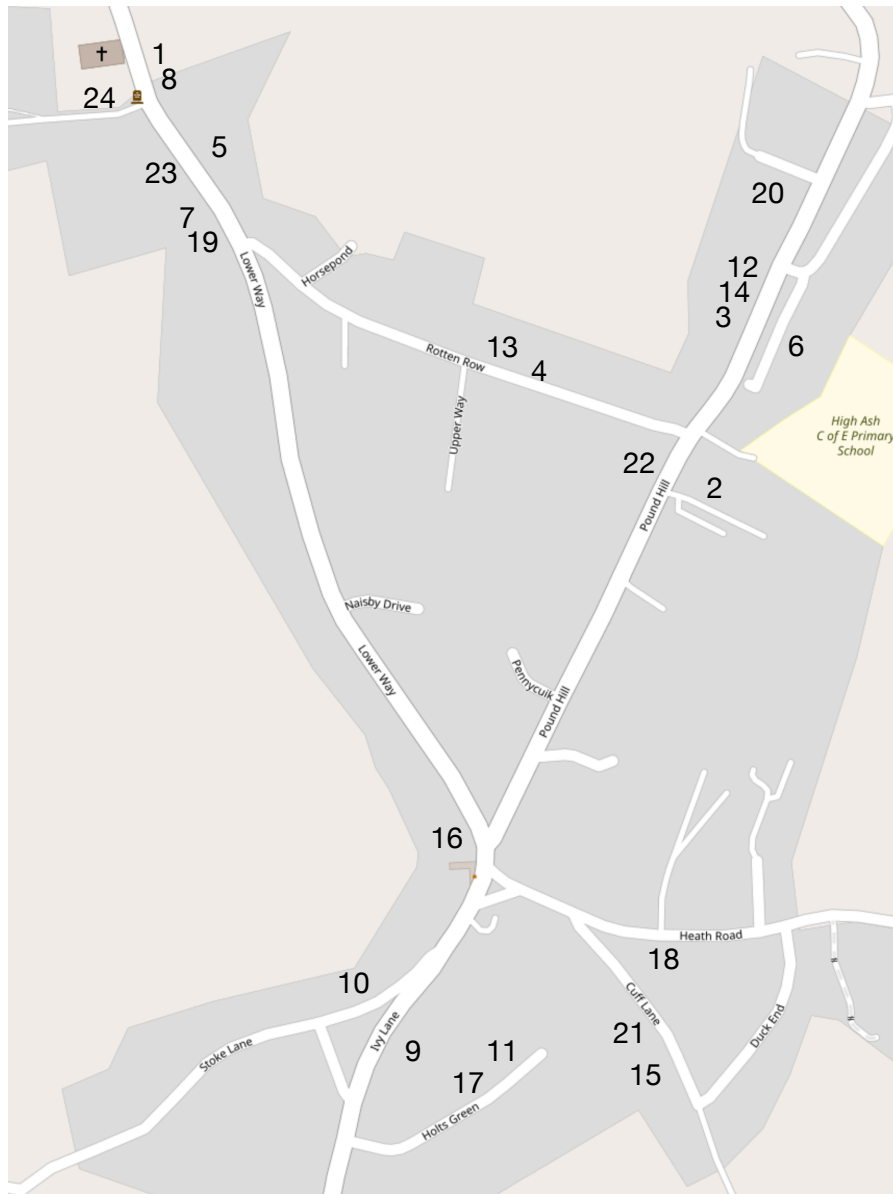 1
8
24
5
23
20
7
19
Lower Way
Horsepond
12
14
3
13
Rotten Row
4
6
Upper Way
High Ash
C of E Primary
School
22
2
Pound Hill
Naisby Drive
Lower Way
Pennycuik
Pound Hill
16
Heath Road
18
10
Cuff Lane
Ivy Lane
Stoke Lane
9
11
21
Duck End
17
15
Holts Green